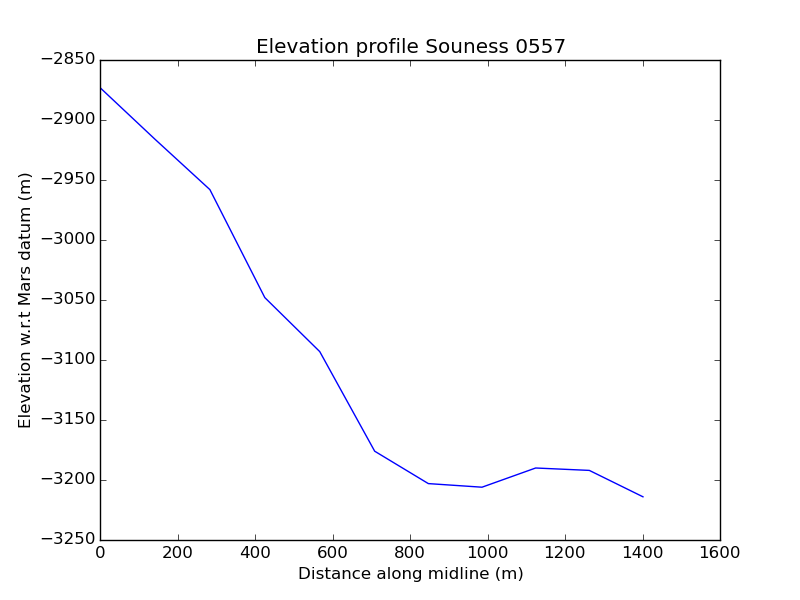 Elevation profile Souness 0557
−2850
−2900
−2950
−3000
−3050
−3100
−3150
−3200
−3250
Elevation w.r.t Mars datum (m)
0 200 400 600 800 1000 1200 1400 1600
Distance along midline (m)